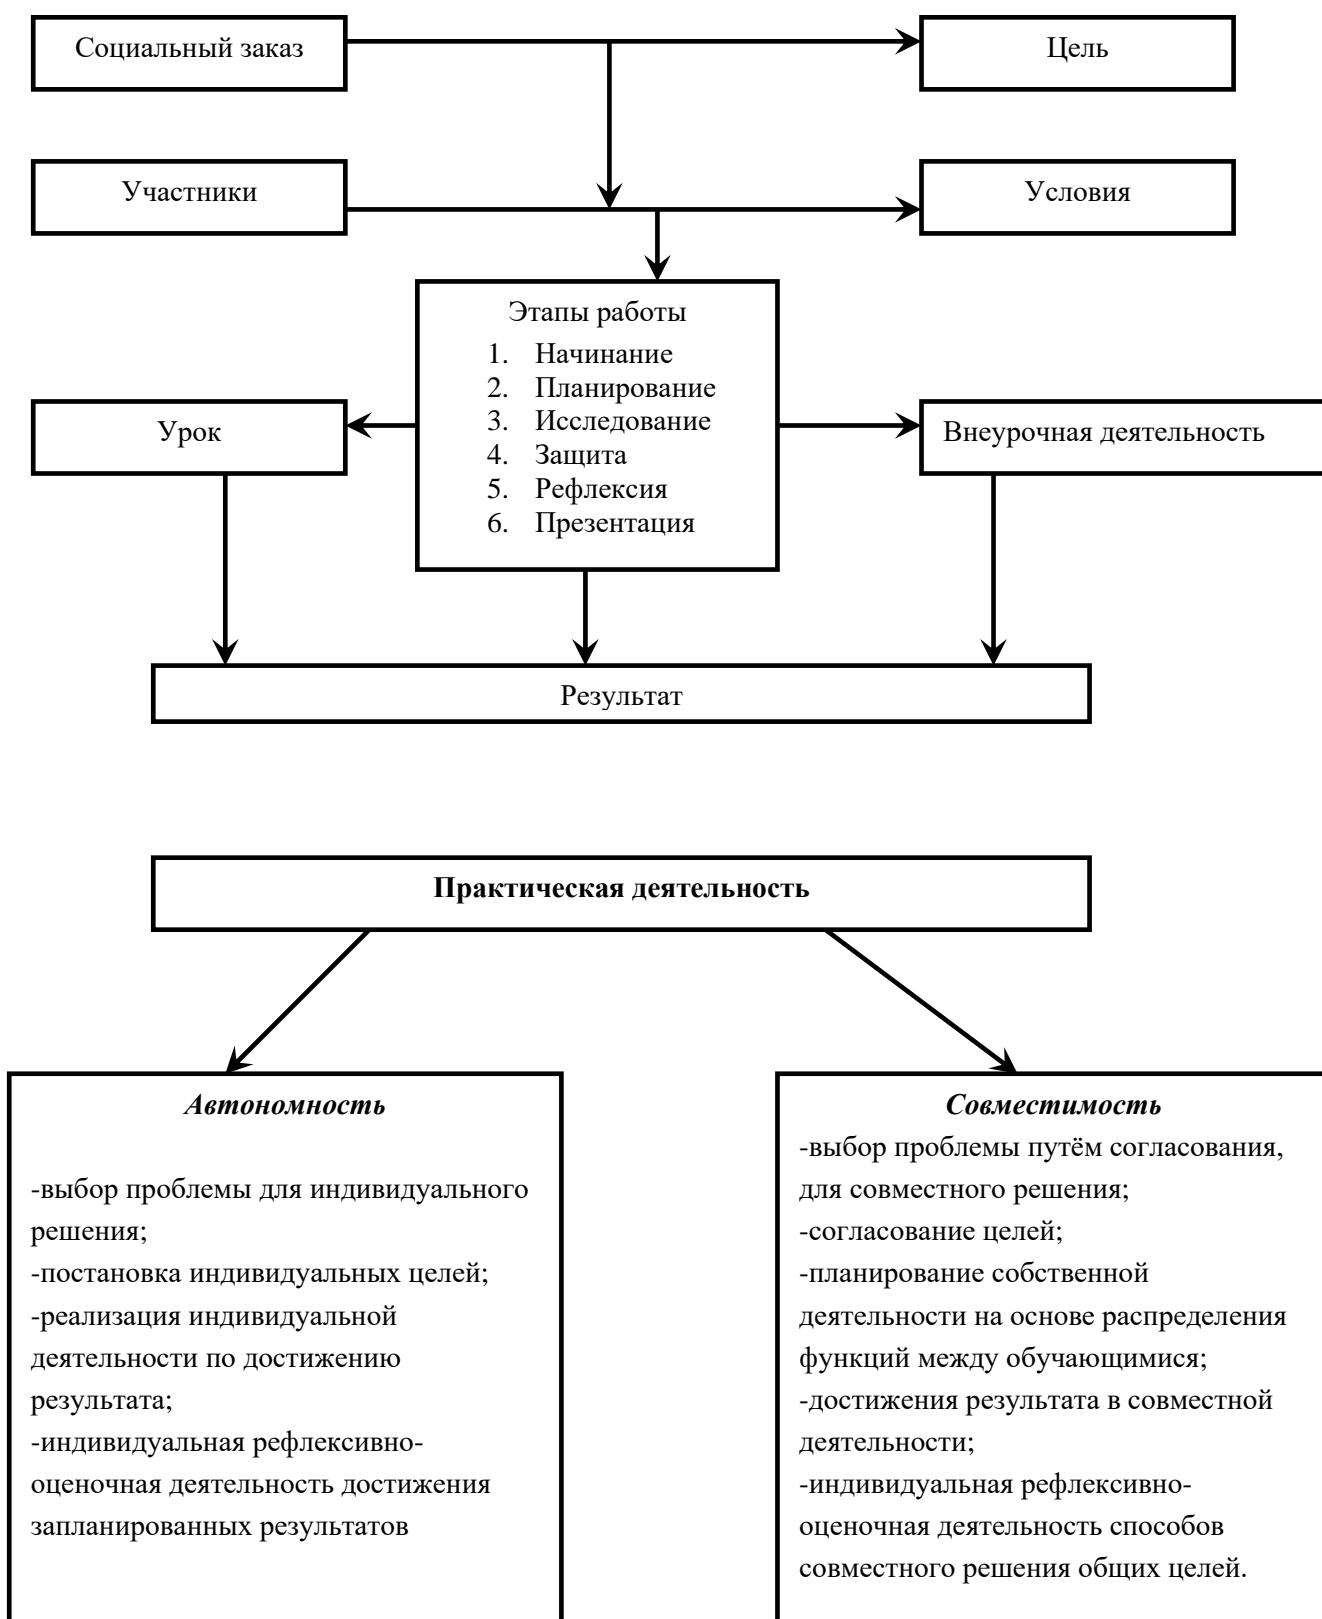 Социальный заказ
Цель
Участники
Условия
Этапы работы
1. Начинание
2. Планирование
3. Исследование
4. Защита
5. Рефлексия
6. Презентация
Урок
Внеурочная деятельность
Результат
Практическая деятельность
Автономность
-выбор проблемы для индивидуального
решения;
-постановка индивидуальных целей;
-реализация индивидуальной
деятельности по достижению
результата;
-индивидуальная рефлексивно-
оценочная деятельность достижения
запланированных результатов
Совместимость
-выбор проблемы путём согласования,
для совместного решения;
-согласование целей;
-планирование собственной
деятельности на основе распределения
функций между обучающимися;
-достижения результата в совместной
деятельности;
-индивидуальная рефлексивно-
оценочная деятельность способов
совместного решения общих целей.